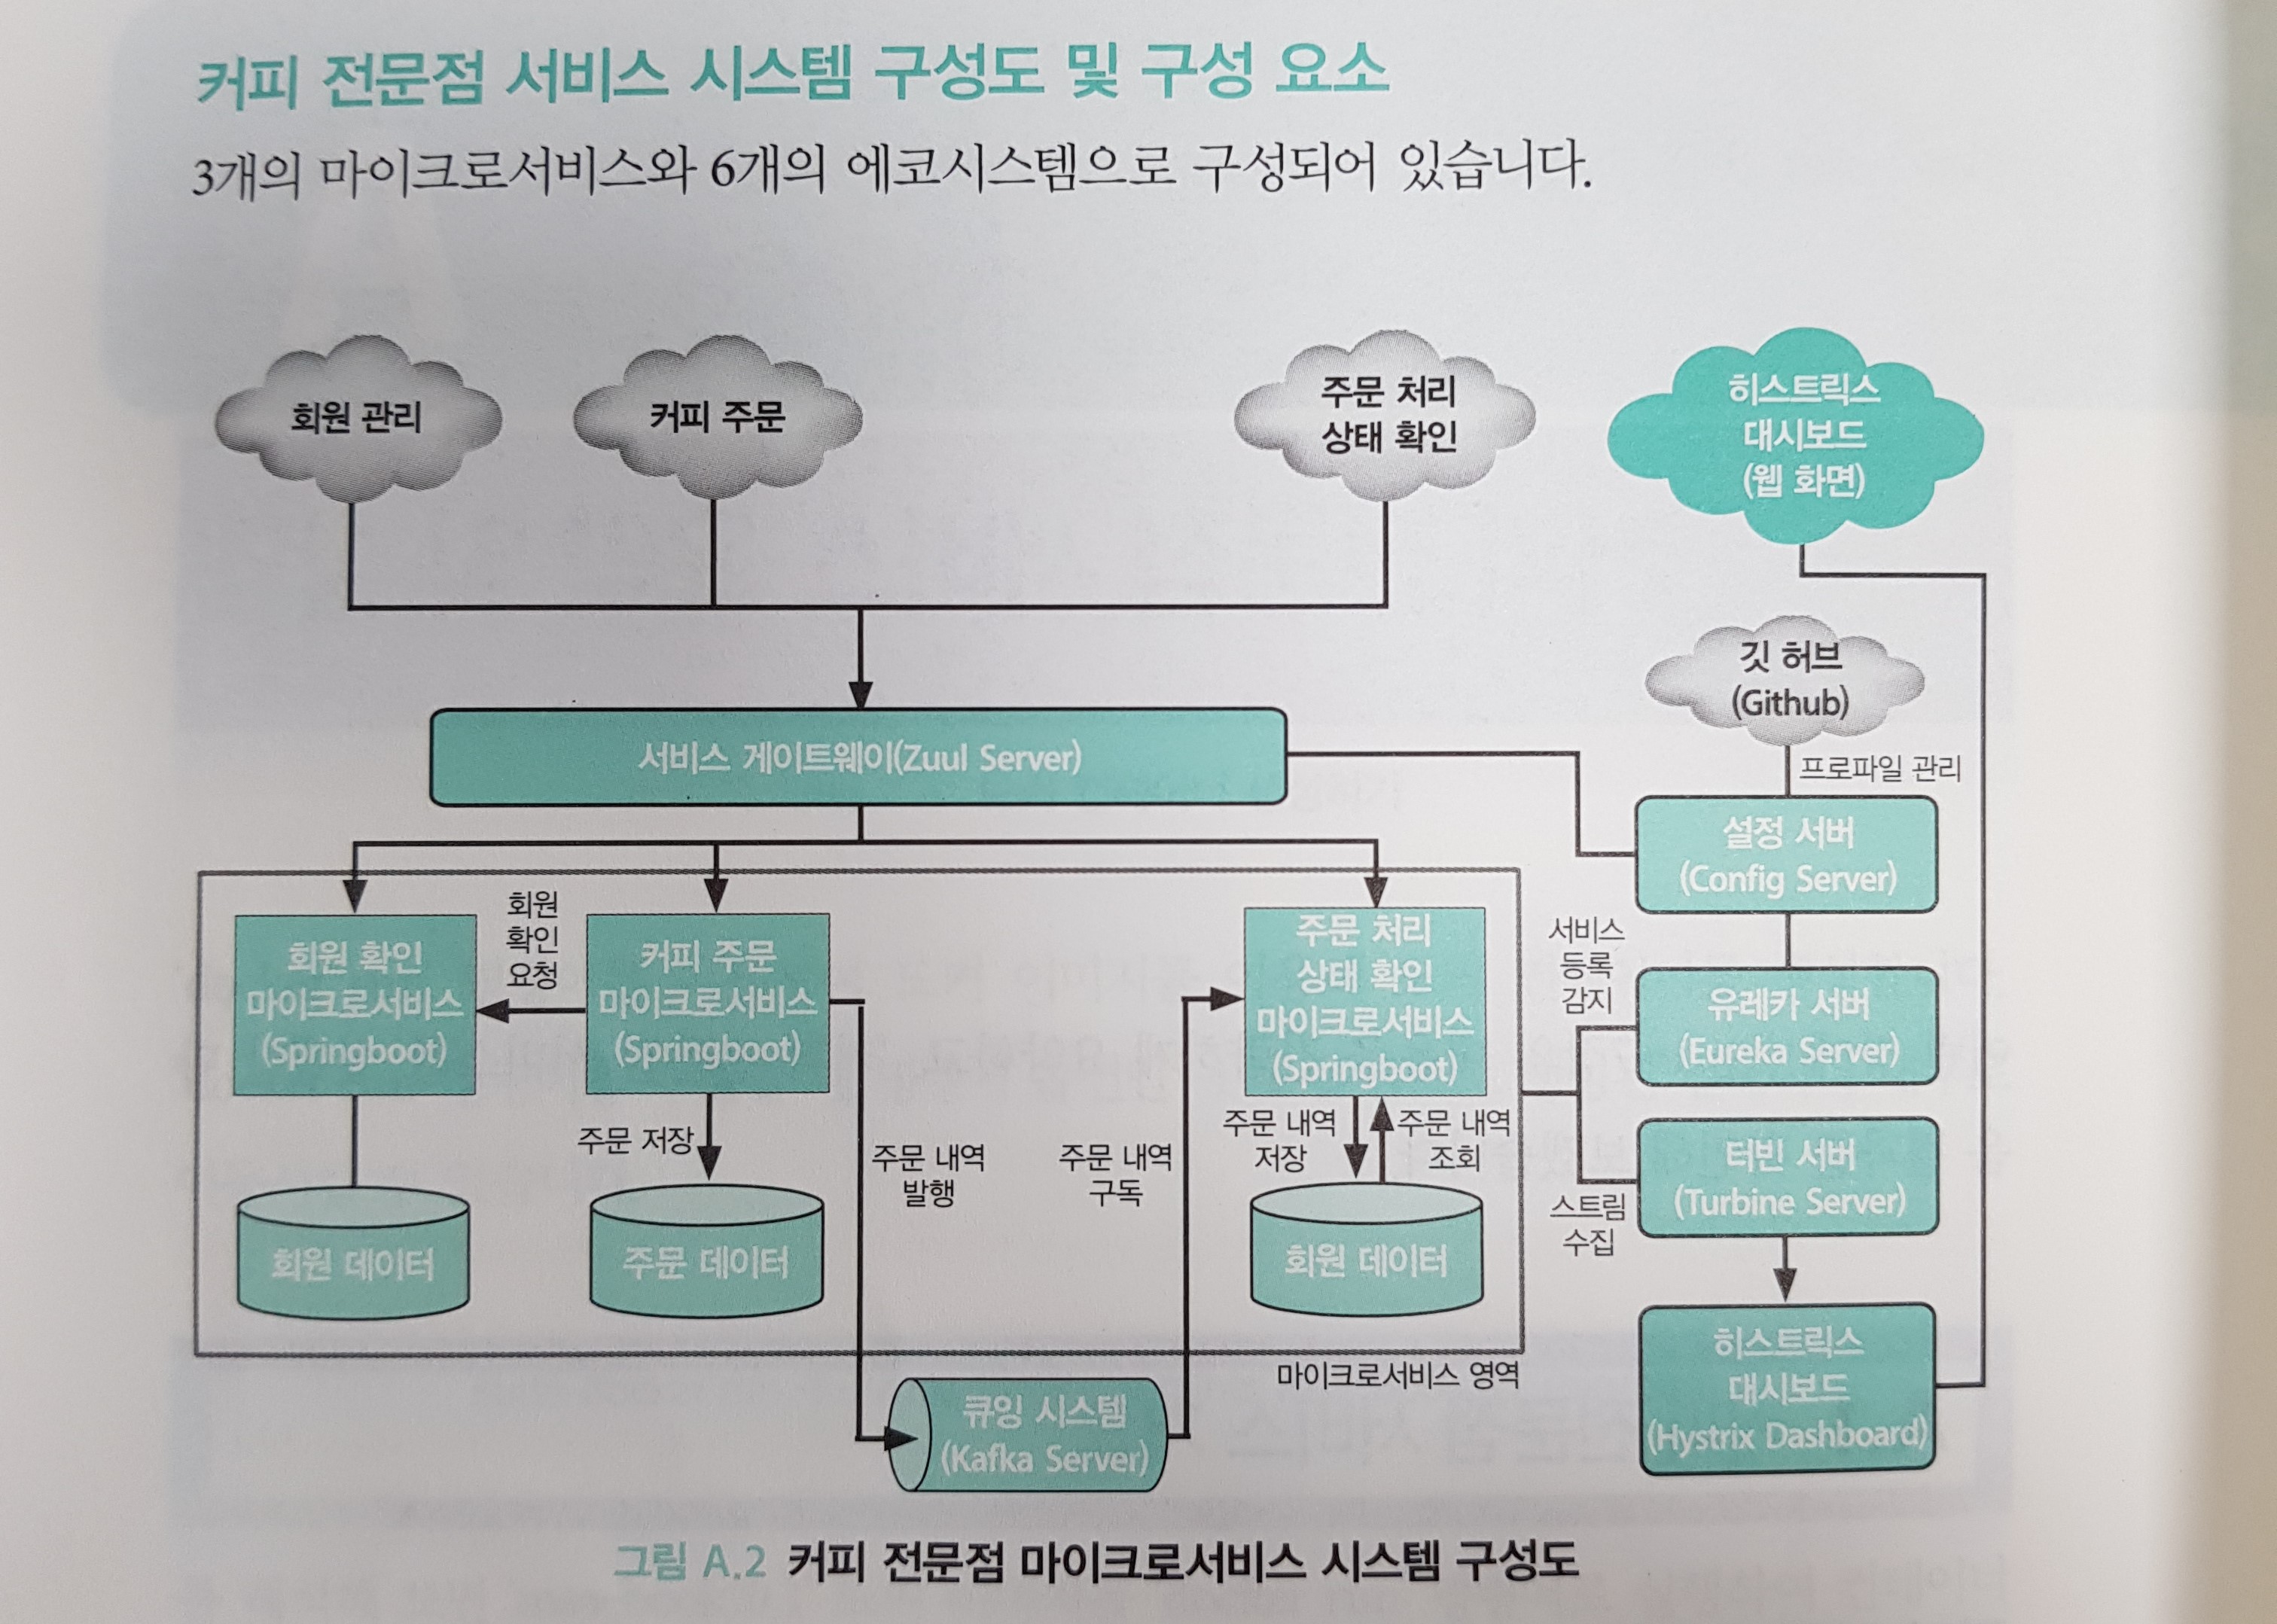 커피 전문점 서비스 시스템 구성도 및 구성 요소
3개의 마이크로서비스와 6개의 에코시스템으로 구성되어 있습니다.
회원 관리
커피 주문
주문 처리
상태 확인
히스트릭스
대시보드
(웹 화면)
깃 허브
(Github)
프로파일 관리
서비스 게이트웨이(Zuul Server)
설정 서버
(Config Server)
회원 확인
마이크로서비스
(Springboot)
회원
확인
요청
커피 주문
마이크로서비스
(Springboot)
주문 처리
상태 확인
마이크로서비스
(Springboot)
서비스
등록
감지
유레카 서버
(Eureka Server)
주문 저장
주문 내역
발행
주문 내역
구독
주문 내역
저장
주문 내역
조회
터빈 서버
(Turbine Server)
스트림
수집
회원 데이터
주문 데이터
회원 데이터
마이크로서비스 영역
큐잉 시스템
(Kafka Server)
히스트릭스
대시보드
(Hystrix Dashboard)
그림 A.2 커피 전문점 마이크로서비스 시스템 구성도